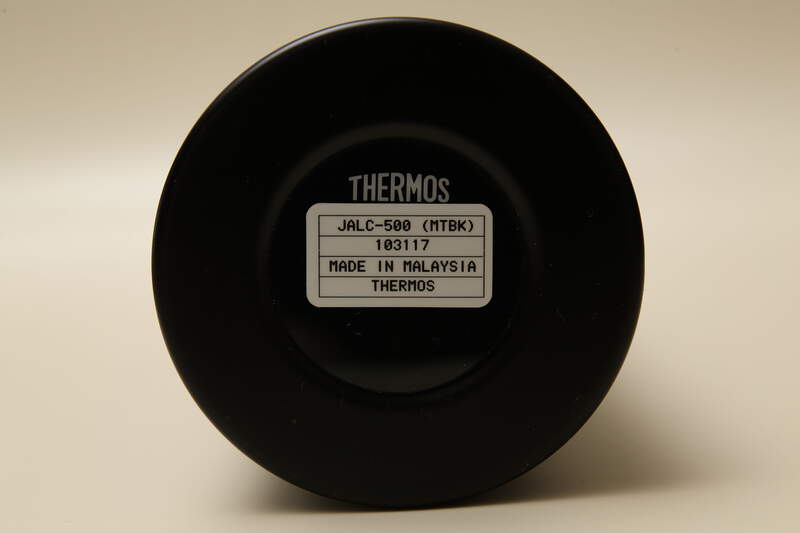 THERMOS
JALC-500 (MTBK)
103117
MADE IN MALAYSIA
THERMOS